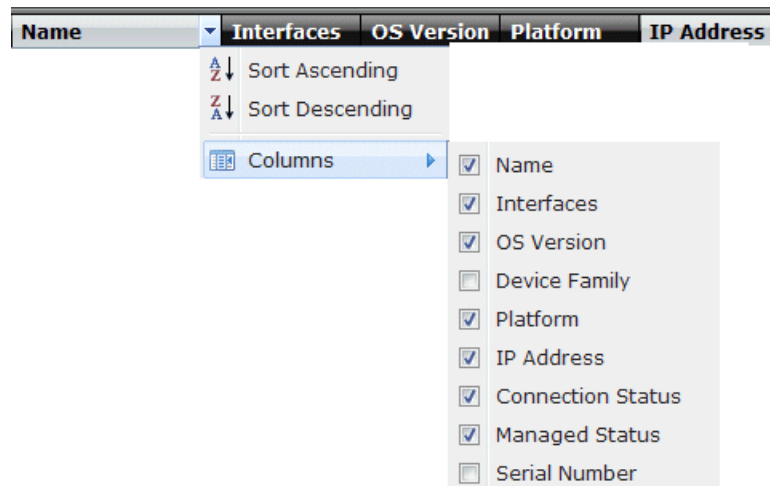 Name Interfaces OS Version Platform IP Address
Sort Ascending
Sort Descending
Columns
Name
Interfaces
OS Version
Device Family
Platform
IP Address
Connection Status
Managed Status
Serial Number